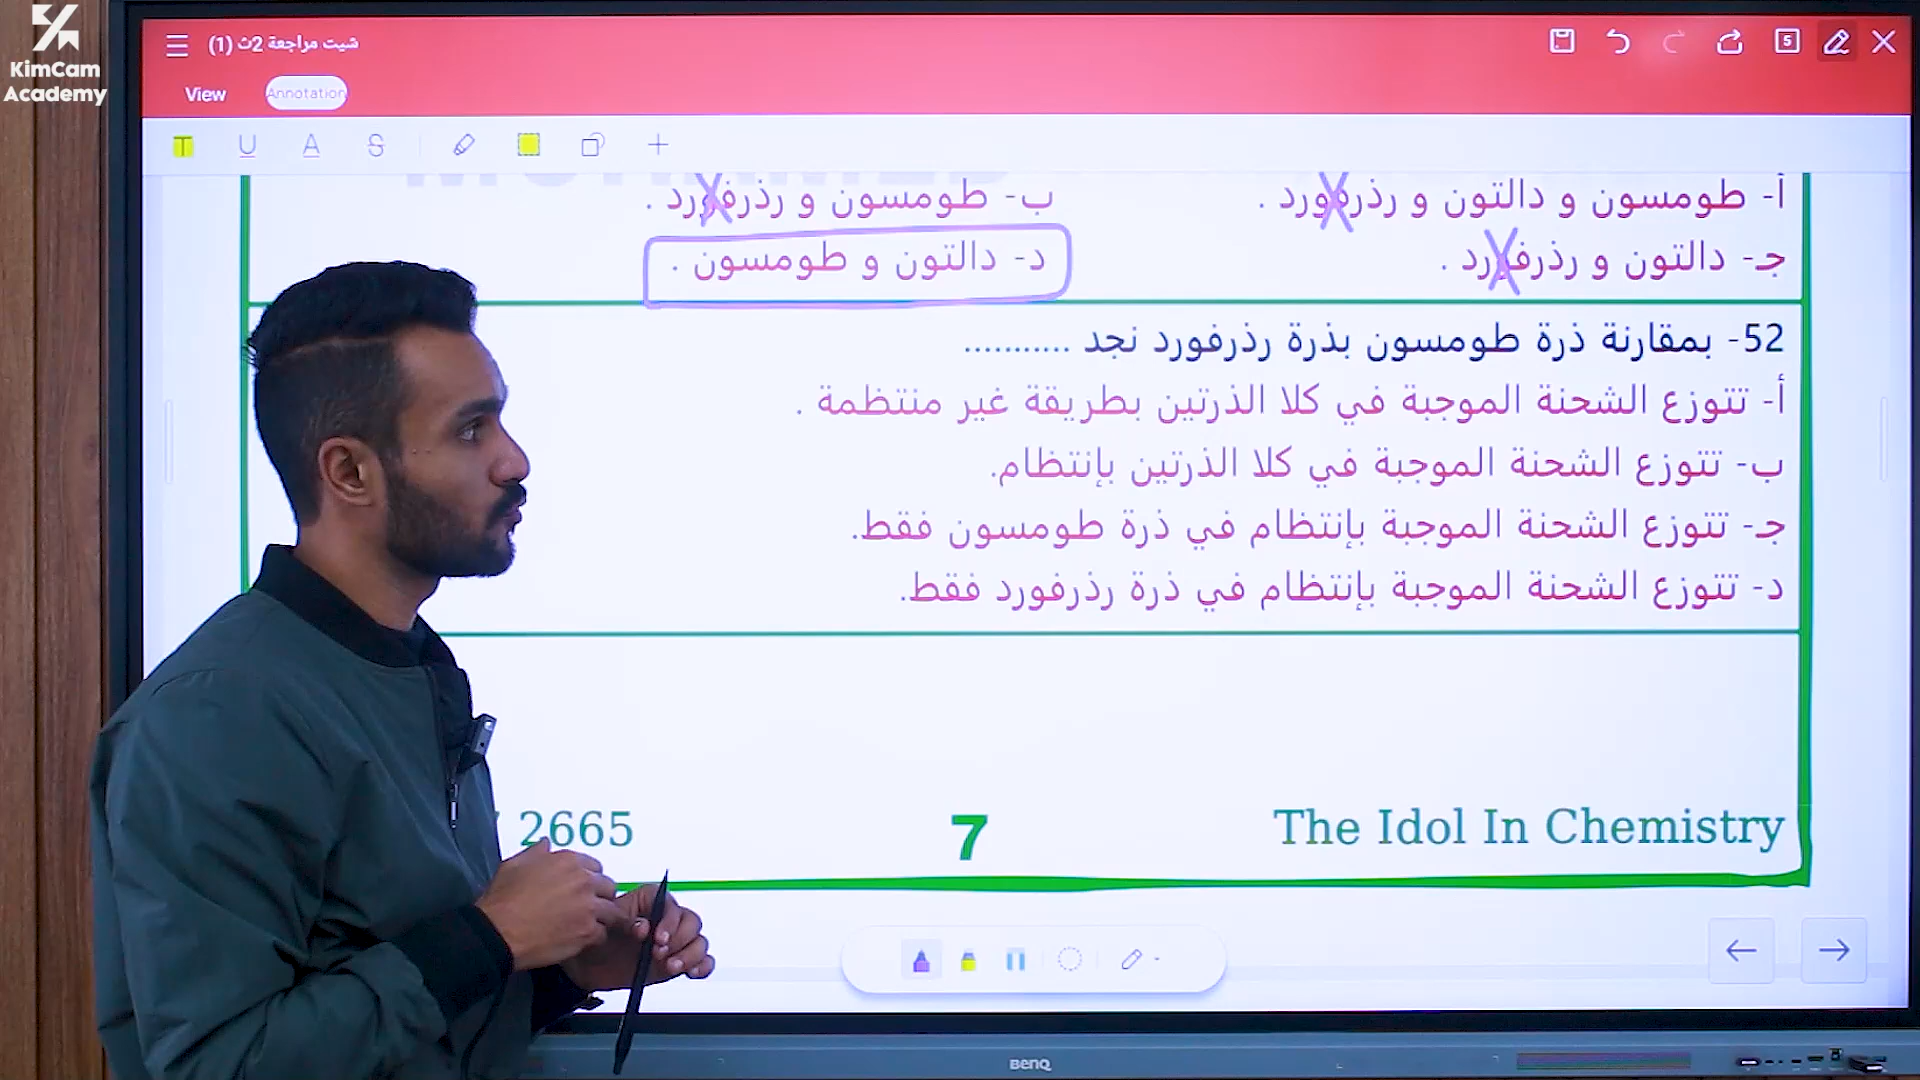 KimCam
Academy
شيت مراجعة 2ث (1)
5
View
Annotation
T U A S
أ- طومسون و دالتون و رذرفورد .
ب- طومسون و رذرفورد .
جـ- دالتون و رذرفورد .
د- دالتون و طومسون .
52- بمقارنة ذرة طومسون بذرة رذرفورد نجد ...........
أ- تتوزع الشحنة الموجبة في كلا الذرتين بطريقة غير منتظمة .
ب- تتوزع الشحنة الموجبة في كلا الذرتين بإنتظام.
جـ- تتوزع الشحنة الموجبة بإنتظام في ذرة طومسون فقط.
د- تتوزع الشحنة الموجبة بإنتظام في ذرة رذرفورد فقط.
2665
7
The Idol In Chemistry
BENQ